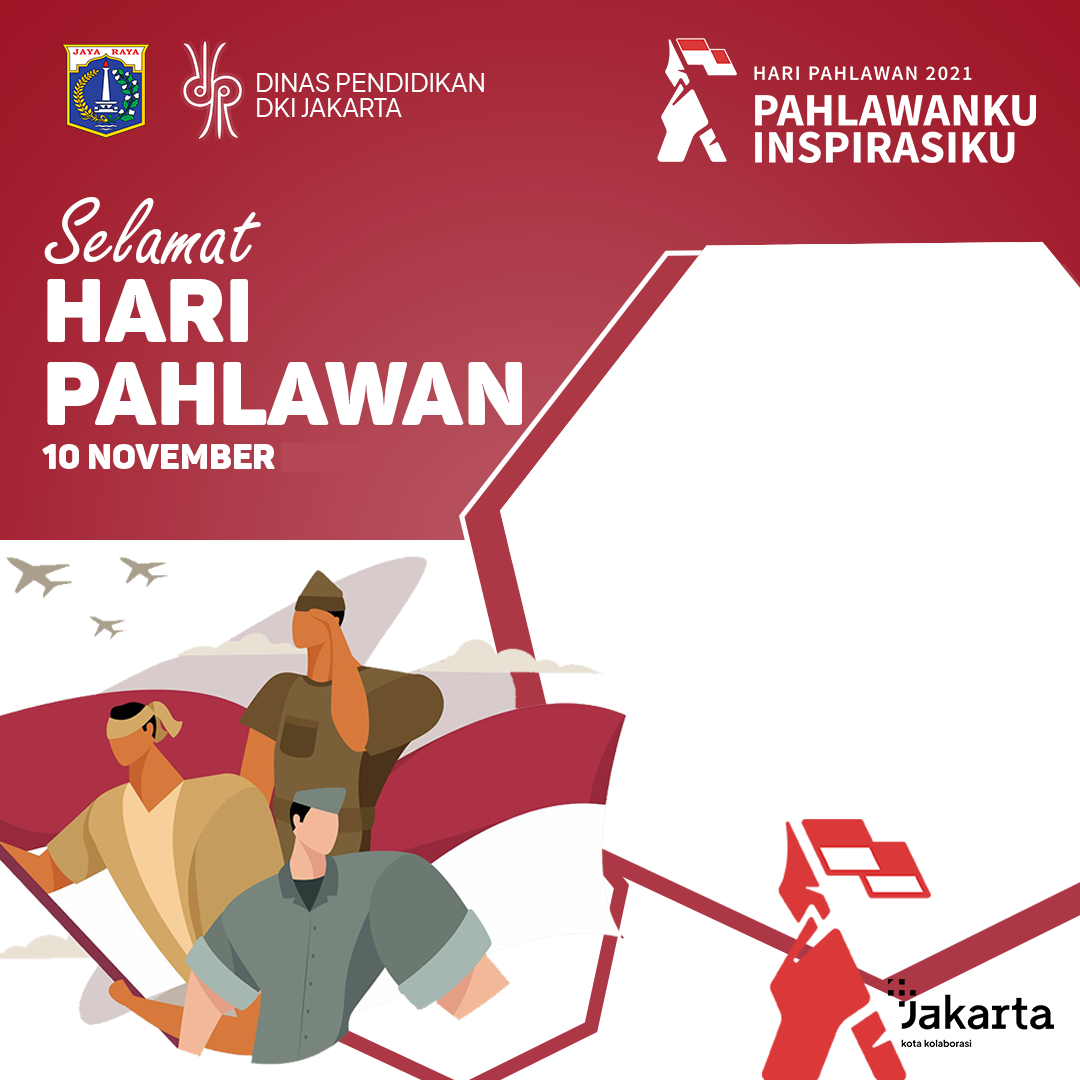 JAYA RAYA
DINAS PENDIDIKAN
DKI JAKARTA
HARI PAHLAWAN 2021
PAHLAWANKU
INSPIRASIKU
Selamat
HARI
PAHLAWAN
10 NOVEMBER
Jakarta
kota kolaborasi